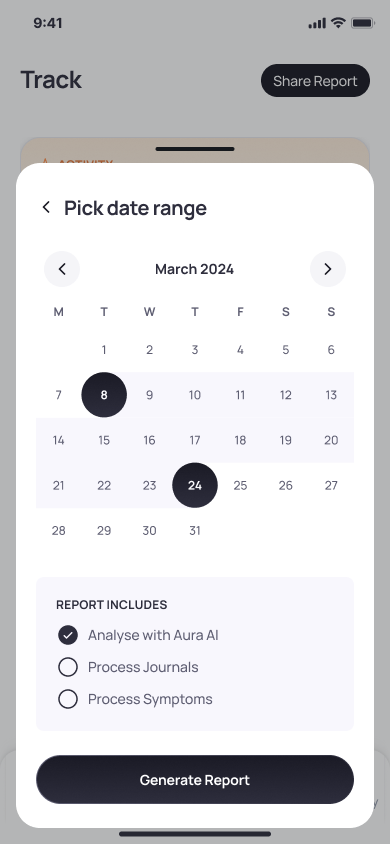 9:41
Track
Share Report
ACTIVITY
Pick date range
March 2024
M T W T F S S
1 2 3 4 5 6
7 8 9 10 11 12 13
14 15 16 17 18 19 20
21 22 23 24 25 26 27
28 29 30 31
REPORT INCLUDES
Analyse with Aura AI
Process Journals
Process Symptoms
Generate Report